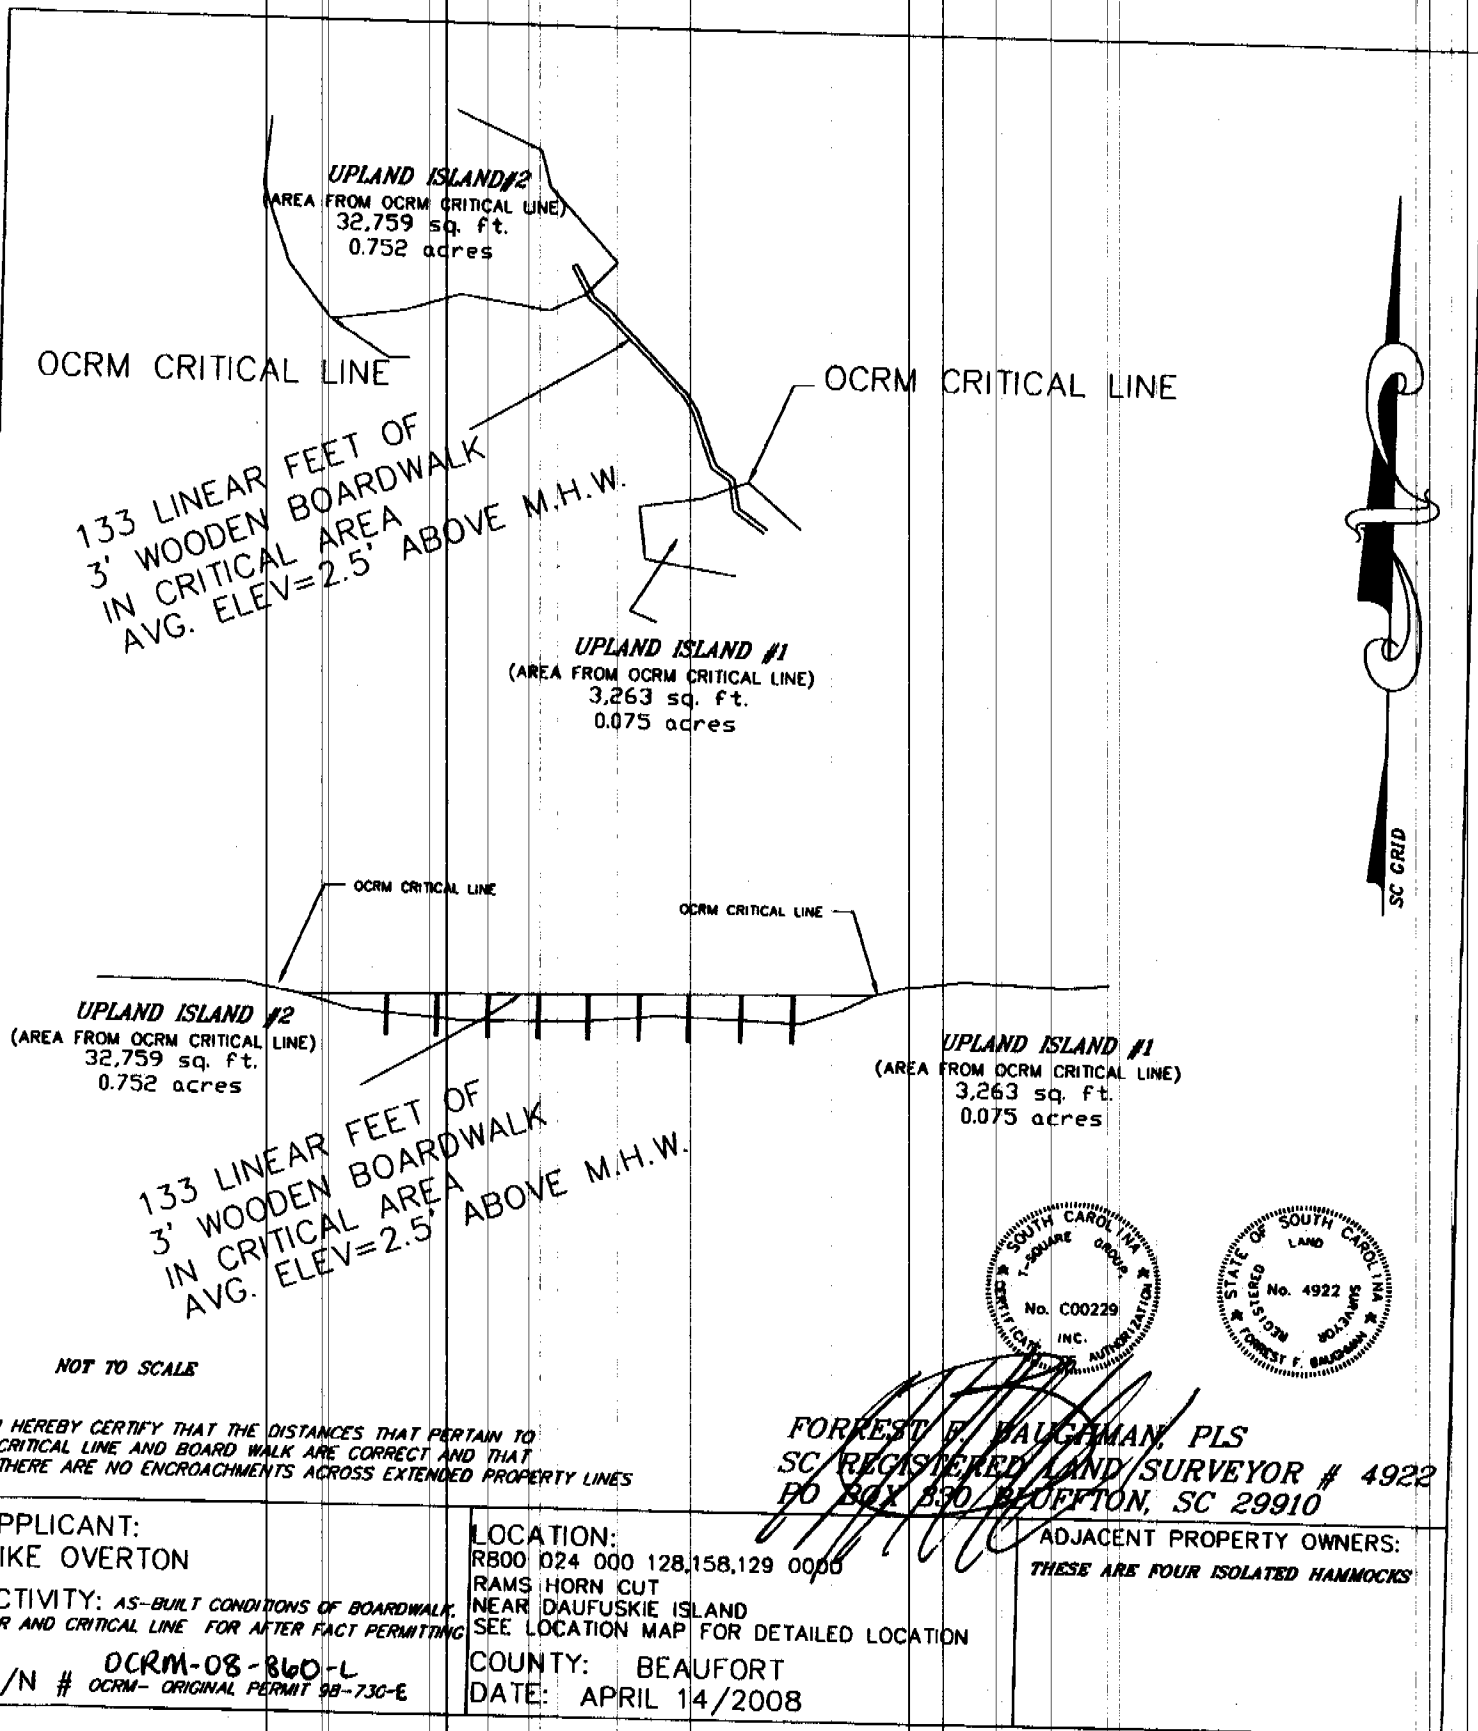 UPLAND ISLAND#2
(AREA FROM OCRM CRITICAL LINE)
32,759 sq. ft.
0.752 acres
OCRM CRITICAL LINE
OCRM CRITICAL LINE
133 LINEAR FEET OF
3' WOODEN BOARDWALK
IN CRITICAL AREA
AVG. ELEV=2.5' ABOVE M.H.W.
UPLAND ISLAND #1
(AREA FROM OCRM CRITICAL LINE)
3,263 sq. ft.
0.075 acres
SC GRID
OCRM CRITICAL LINE
OCRM CRITICAL LINE
UPLAND ISLAND #2
(AREA FROM OCRM CRITICAL LINE)
32,759 sq. ft.
0.752 acres
UPLAND ISLAND #1
(AREA FROM OCRM CRITICAL LINE)
3,263 sq. ft.
0.075 acres
133 LINEAR FEET OF
3' WOODEN BOARDWALK
IN CRITICAL AREA
AVG. ELEV=2.5' ABOVE M.H.W.
SOUTH CAROLINA
T-SQUARE GROUP,
No. C00229
INC.
CERTIFICATE OF AUTHORIZATION
STATE OF SOUTH CAROLINA
LAND
No. 4922
REGISTERED SURVEYOR
FORREST F. BAUGHMAN
NOT TO SCALE
HEREBY CERTIFY THAT THE DISTANCES THAT PERTAIN TO
CRITICAL LINE AND BOARD WALK ARE CORRECT AND THAT
THERE ARE NO ENCROACHMENTS ACROSS EXTENDED PROPERTY LINES
FORREST F. BAUGHMAN, PLS
SC REGISTERED LAND SURVEYOR # 4922
PO BOX 330 BLUFFTON, SC 29910
PPLICANT:
IKE OVERTON
CTIVITY: AS-BUILT CONDITIONS OF BOARDWALK.
R AND CRITICAL LINE FOR AFTER FACT PERMITTING
OCRM-08-860-L
/N # OCRM- ORIGINAL PERMIT 98-730-E
LOCATION:
R800 024 000 128,158,129 0000
RAMS HORN CUT
NEAR DAUFUSKIE ISLAND
SEE LOCATION MAP FOR DETAILED LOCATION
COUNTY: BEAUFORT
DATE: APRIL 14/2008
ADJACENT PROPERTY OWNERS:
THESE ARE FOUR ISOLATED HAMMOCKS